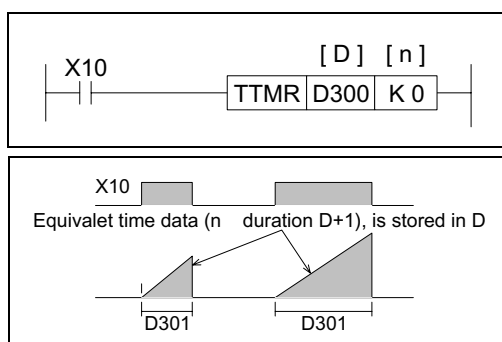 [ D ] [ n ]
X10
TTMR D300 K 0
X10
Equivalet time data (n duration D+1), is stored in D
D301 D301